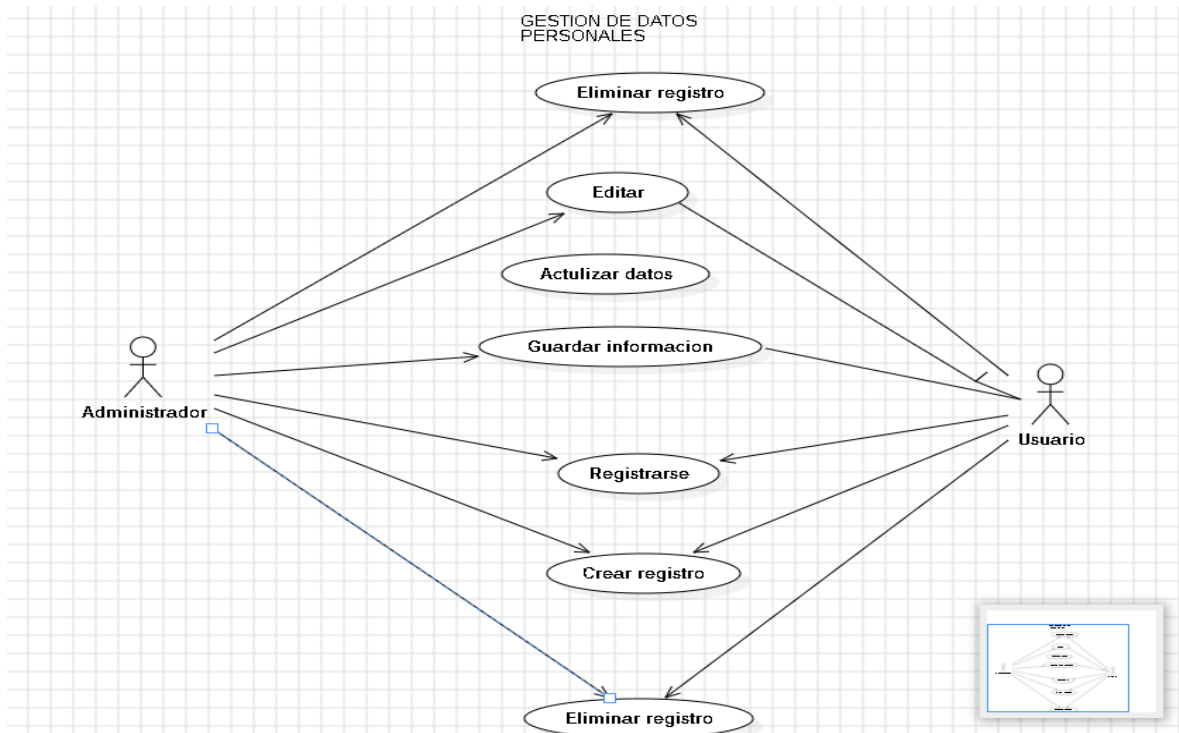 GESTION DE DATOS
PERSONALES
Eliminar registro
Editar
Actulizar datos
Guardar informacion
Administrador
Usuario
Registrarse
Crear registro
Eliminar registro